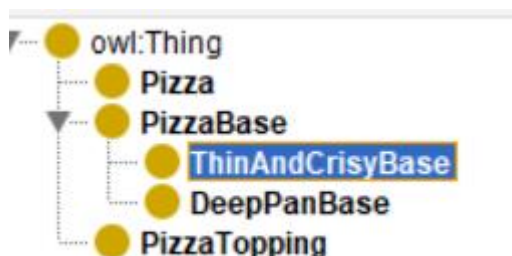 owl:Thing
Pizza
PizzaBase
ThinAndCrisyBase
DeepPanBase
PizzaTopping